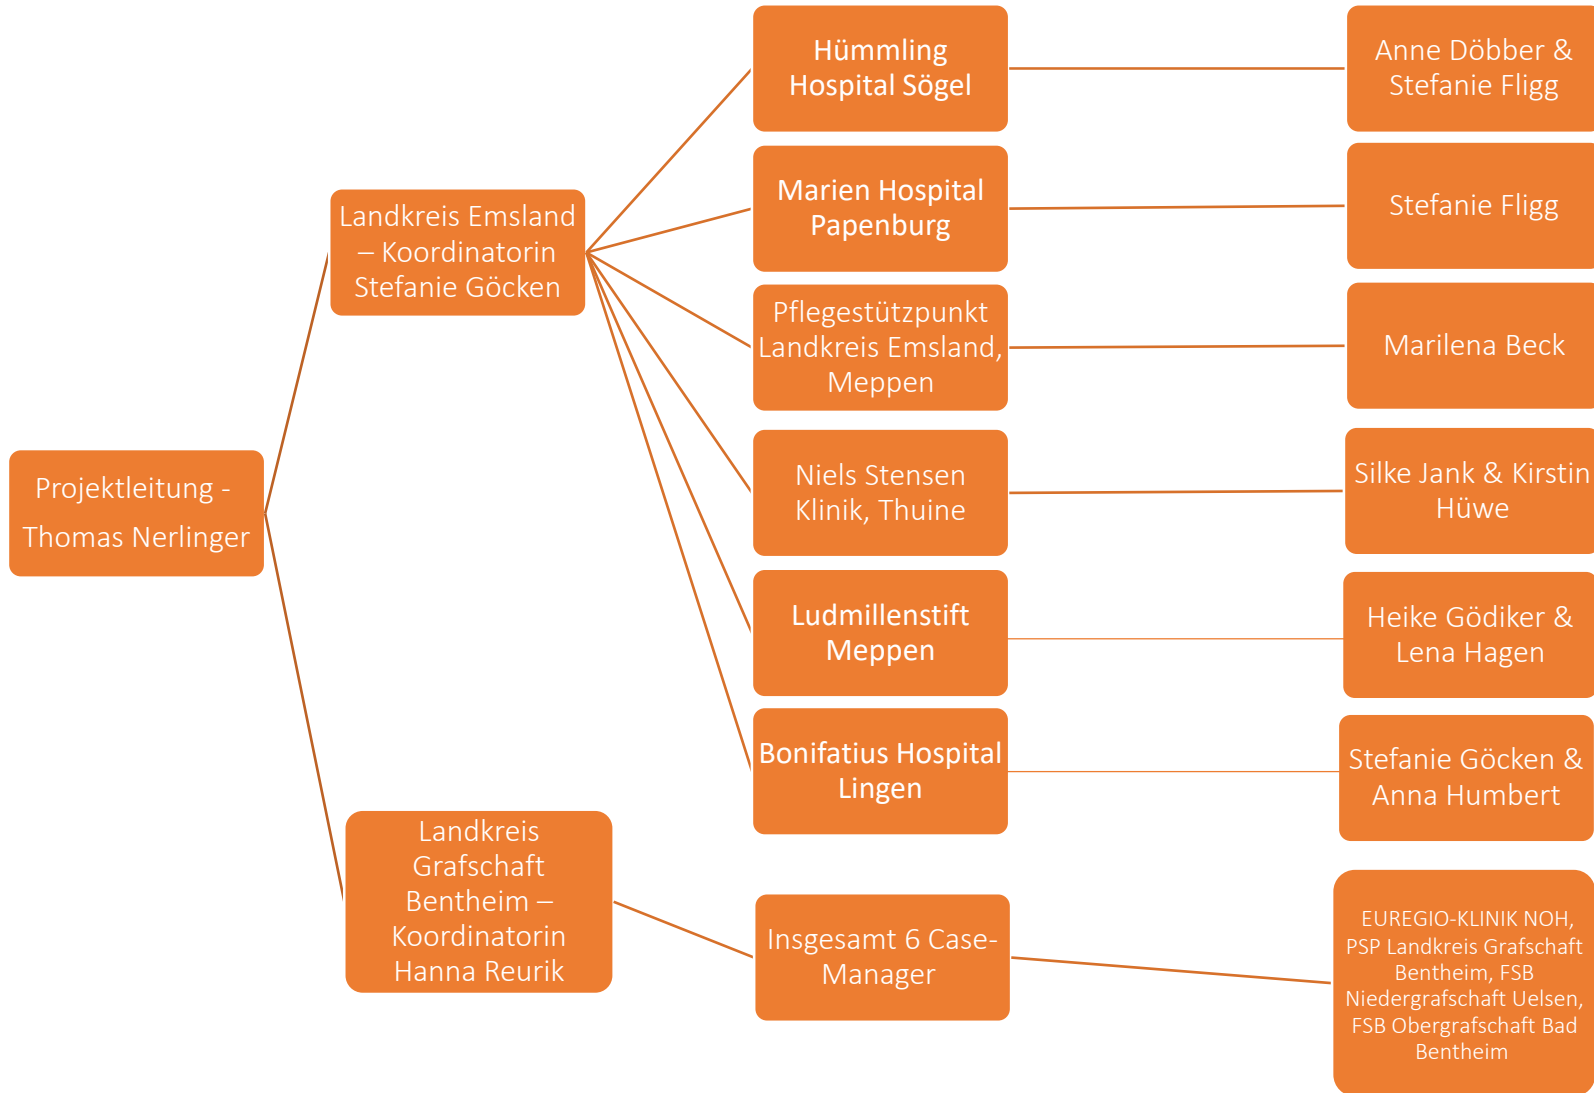 Projektleitung -
Thomas Nerlinger
Landkreis Emsland
– Koordinatorin
Stefanie Göcken
Hümmling
Hospital Sögel
Anne Döbber &
Stefanie Fligg
Marien Hospital
Papenburg
Stefanie Fligg
Pflegestützpunkt
Landkreis Emsland,
Meppen
Marilena Beck
Niels Stensen
Klinik, Thuine
Silke Jank & Kirstin
Hüwe
Ludmillenstift
Meppen
Heike Gödiker &
Lena Hagen
Bonifatius Hospital
Lingen
Stefanie Göcken &
Anna Humbert
Landkreis
Grafschaft
Bentheim –
Koordinatorin
Hanna Reurik
Insgesamt 6 Case-
Manager
EUREGIO-KLINIK NOH,
PSP Landkreis Grafschaft
Bentheim, FSB
Niedergrafschaft Uelsen,
FSB Obergrafschaft Bad
Bentheim